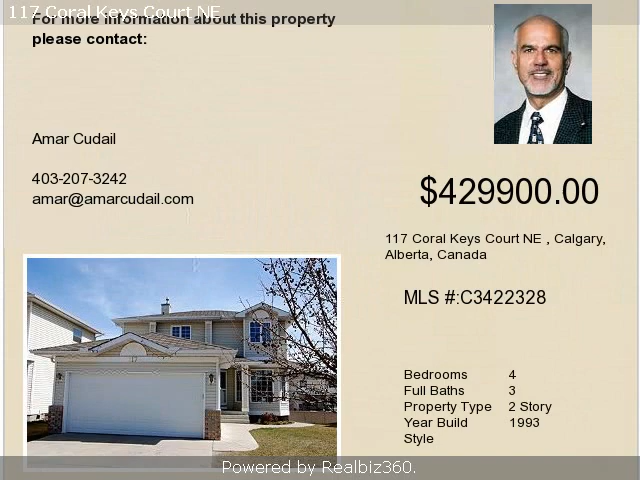 117 Coral Keys Court NE
For more information about this property
please contact:
Amar Cudail
403-207-3242
amar@amarcudail.com
$429900.00
117 Coral Keys Court NE , Calgary,
Alberta, Canada
MLS #:C3422328
Bedrooms 4
Full Baths 3
Property Type 2 Story
Year Build 1993
Style
Powered by Realbiz360.